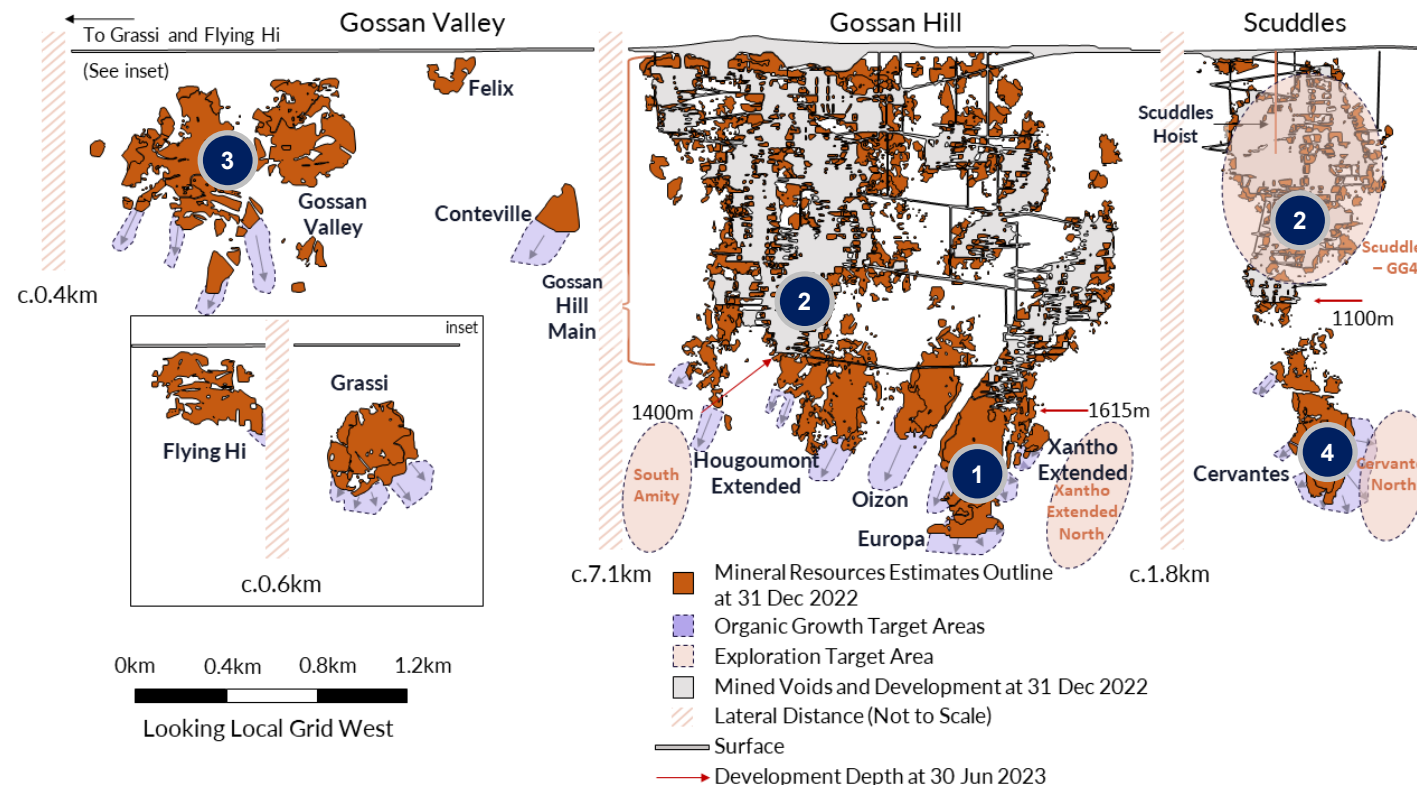 Gossan Valley
Gossan Hill
Scuddles
To Grassi and Flying Hi
(See inset)
Felix
3
Gossan
Valley
Conteville
c.0.4km
Gossan
Hill
Main
2
1400m
1615m
South
Amity
Hougoumont
Extended
Oizon
1
Europa
Xantho
Extended
Xantho
Extended
North
Scuddles
Hoist
2
Scuddles
– GG4
1100m
Cervantes
4
North
inset
Flying Hi
Grassi
c.0.6km
c.7.1km
c.1.8km
Mineral Resources Estimates Outline
at 31 Dec 2022
Organic Growth Target Areas
Exploration Target Area
Mined Voids and Development at 31 Dec 2022
Lateral Distance (Not to Scale)
Surface
Development Depth at 30 Jun 2023
0km 0.4km 0.8km 1.2km
Looking Local Grid West